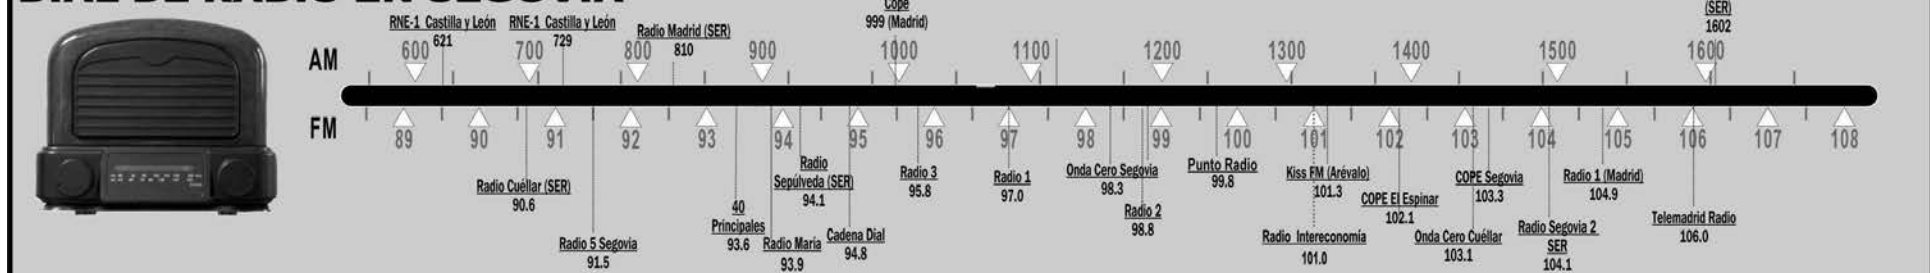 DIAL DE RADIO EN SEGOVIA
Cope
999 (Madrid)
(SER)
1602
RNE-1 Castilla y León
621
RNE-1 Castilla y León
729
Radio Madrid (SER)
810
AM
600
700
800
900
1000
1100
1200
1300
1400
1500
1600
FM
89
90
91
92
93
94
95
96
97
98
99
100
101
102
103
104
105
106
107
108
Radio Cuéllar (SER)
90.6
Radio 5 Segovia
91.5
40
Principales
93.6
Radio María
93.9
Radio
Sepúlveda (SER)
94.1
Cadena Dial
94.8
Radio 3
95.8
Radio 1
97.0
Onda Cero Segovia
98.3
Radio 2
98.8
Punto Radio
99.8
Radio Intereconomía
101.0
Kiss FM (Arévalo)
101.3
COPE El Espinar
102.1
Onda Cero Cuéllar
103.1
COPE Segovia
103.3
Radio Segovia 2
SER
104.1
Radio 1 (Madrid)
104.9
Telemadrid Radio
106.0